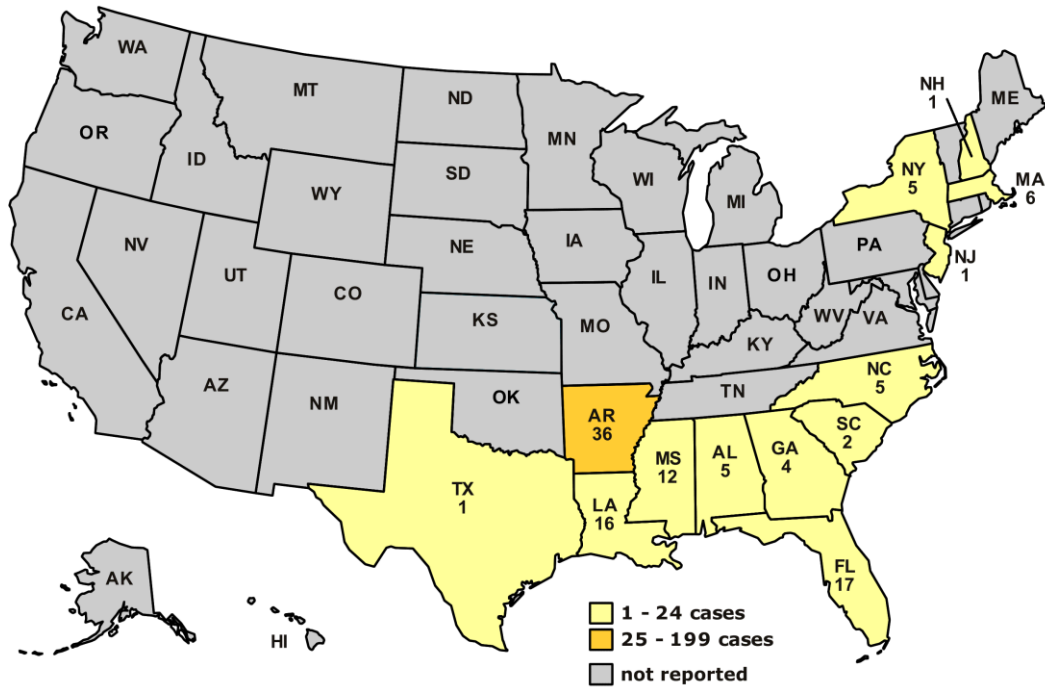 WA
MT
ND
MN
OR
ID
SD
WY
WI
MI
NH
1
ME
NY
5
MA
6
NV
UT
CO
NE
IA
IL
IN
OH
PA
NJ
1
CA
KS
MO
WV
VA
KY
AZ
NM
OK
TN
NC
5
AR
36
SC
2
TX
1
LA
16
MS
12
AL
5
GA
4
FL
17
AK
HI
1 - 24 cases
25 - 199 cases
not reported